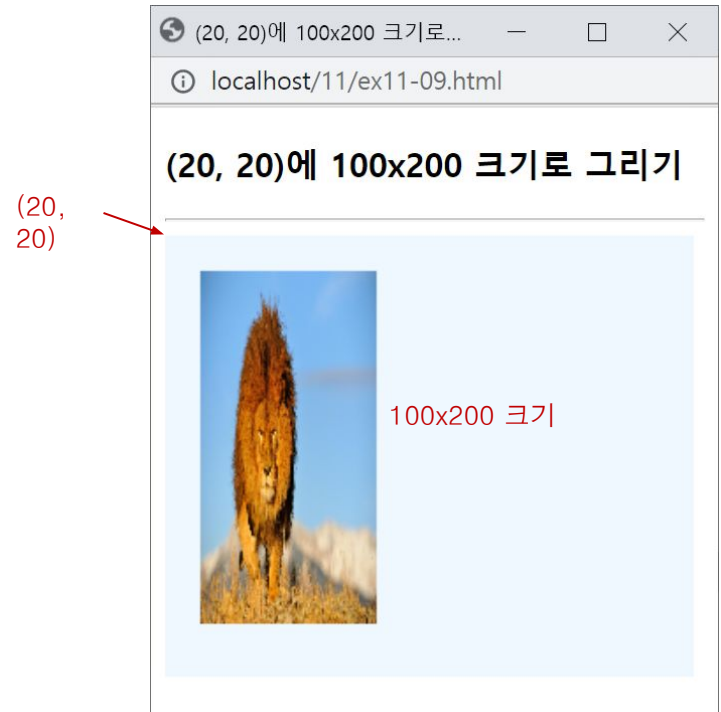 (20, 20)에 100x200 크기로...
localhost/11/ex11-09.html
(20, 20)에 100x200 크기로 그리기
(20,
20)
100x200 크기